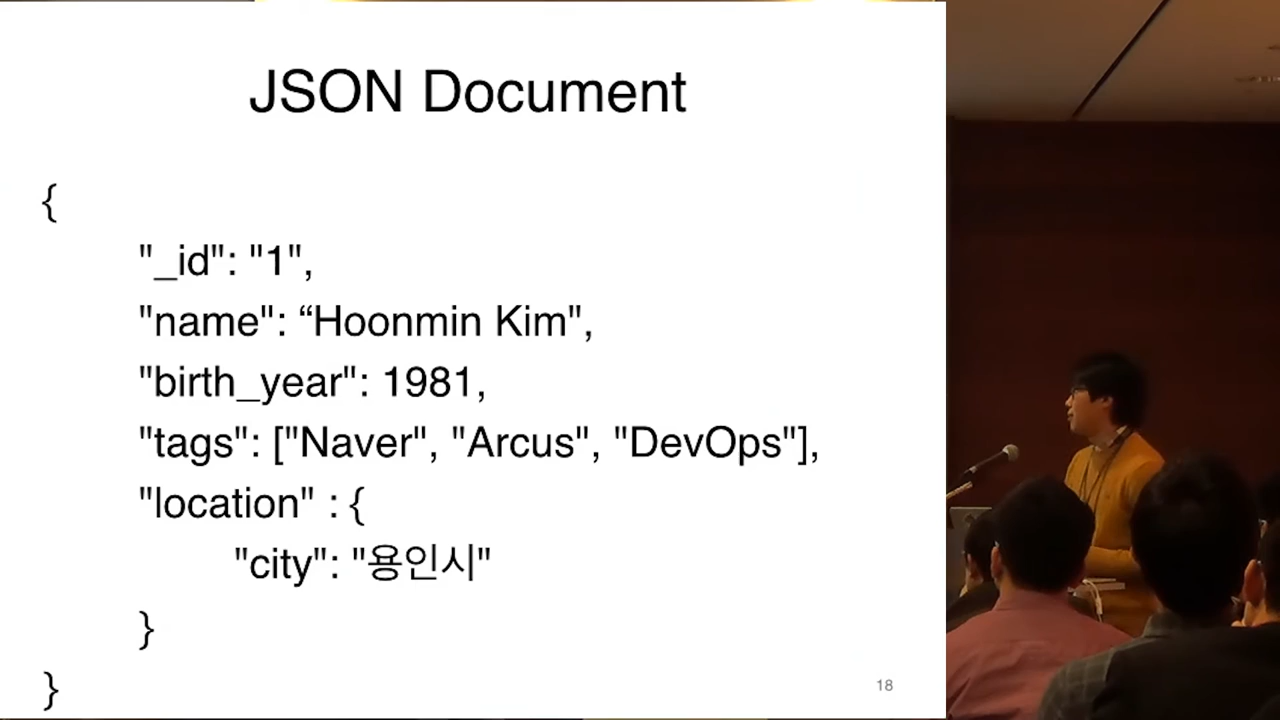 JSON Document
{
"_id": "1",
"name": “Hoonmin Kim",
"birth_year": 1981,
"tags": ["Naver", "Arcus", "DevOps"],
"location" : {
"city": "용인시"
}
}
18